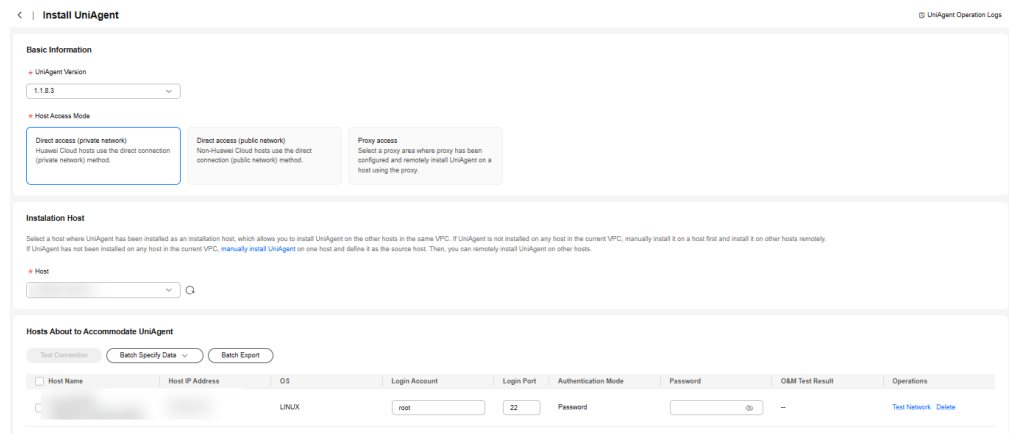 < | Install UniAgent
UniAgent Operation Logs
Basic Information
* UniAgent Version
1.1.8.3
* Host Access Mode
Direct access (private network)
Huawei Cloud hosts use the direct connection
(private network) method.
Direct access (public network)
Non-Huawei Cloud hosts use the direct
connection (public network) method.
Proxy access
Select a proxy area where proxy has been
configured and remotely install UniAgent on a
host using the proxy.
Instalation Host
Select a host where UniAgent has been installed as an installation host, which allows you to install UniAgent on the other hosts in the same VPC. If UniAgent is not installed on any host in the current VPC, manually install it on a host first and install it on other hosts remotely.
If UniAgent has not been installed on any host in the current VPC, manually install UniAgent on one host and define it as the source host. Then, you can remotely install UniAgent on other hosts.
* Host
Hosts About to Accommodate UniAgent
Test Connection Batch Specify Data Batch Export
Host Name Host IP Address OS Login Account Login Port Authentication Mode Password O&M Test Result Operations
LINUX root 22 Password -- Test Network Delete